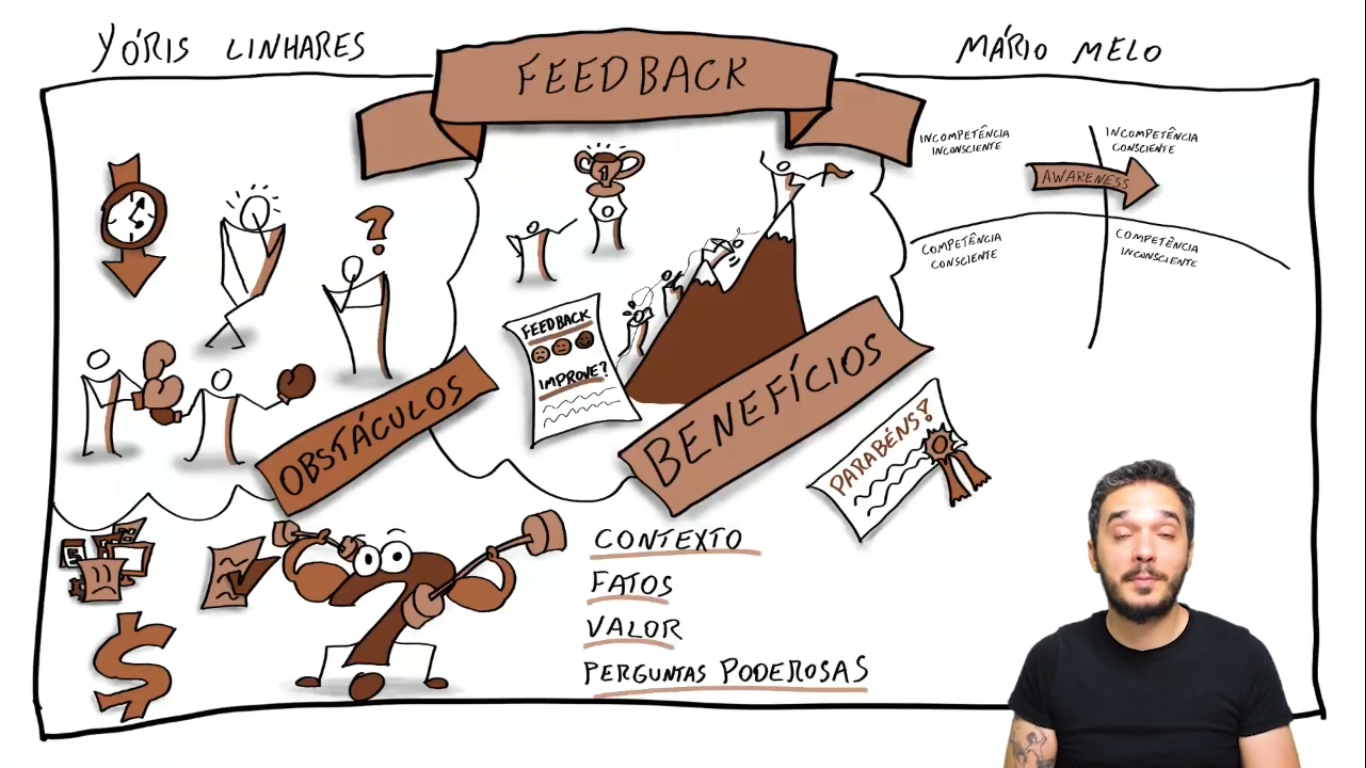 YÓRIS LINHARES
FEEDBACK
MÁRIO MELO
INCOMPETÊNCIA
INCONSCIENTE
INCOMPETÊNCIA
CONSCIENTE
AWARENESS
COMPETÊNCIA
CONSCIENTE
COMPETÊNCIA
INCONSCIENTE
1
?
FEEDBACK
IMPROVE?
OBSTÁCULOS
BENEFÍCIOS
PARABÉNS!
$
CONTEXTO
FATOS
VALOR
PERGUNTAS PODEROSAS